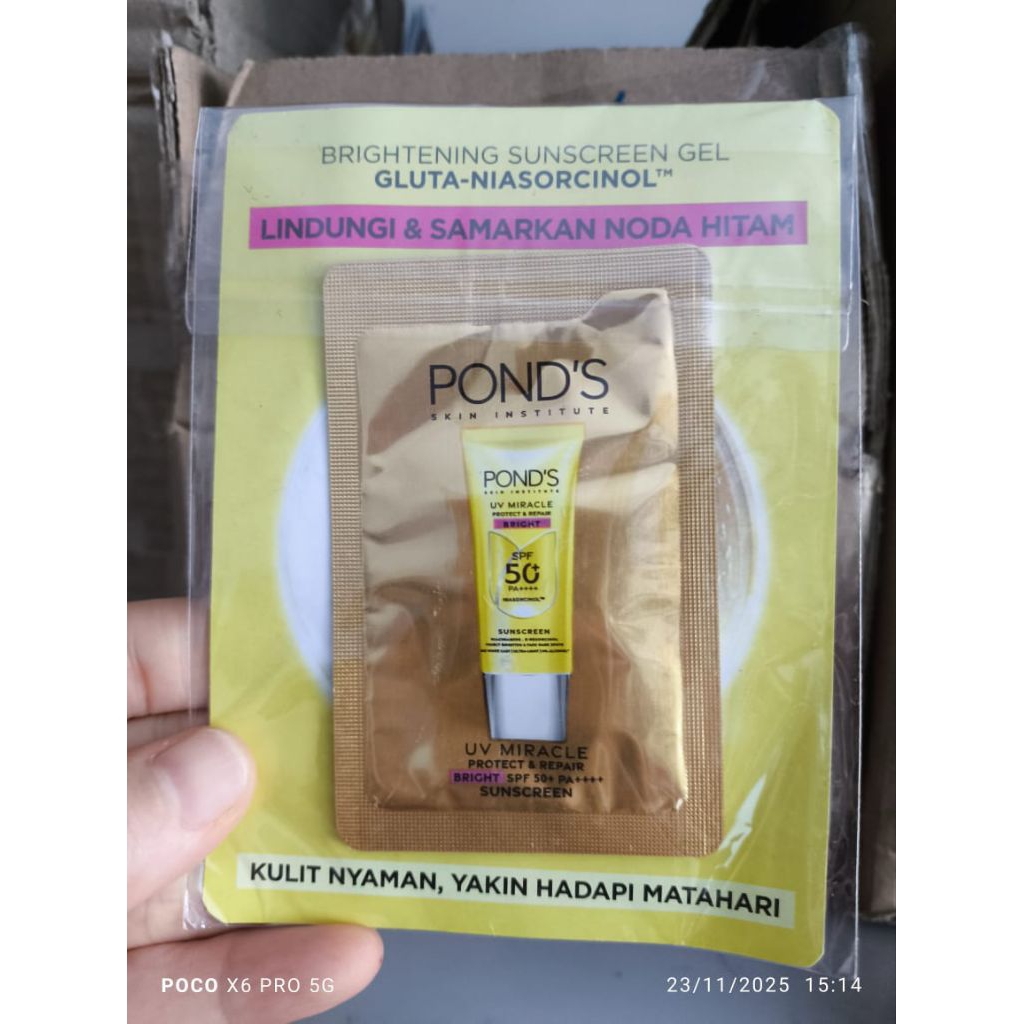 BRIGHTENING SUNSCREEN GEL
GLUTA-NIASORCINOL™
LINDUNGI & SAMARKAN NODA HITAM
POND'S
SKIN INSTITUTE
POND'S
SKIN INSTITUTE
UV MIRACLE
PROTECT & REPAIR
BRIGHT
SPF
50+
PA++++
NIASORCINOL™
SUNSCREEN
UV MIRACLE
PROTECT & REPAIR
BRIGHT SPF 50+ PA++++
SUNSCREEN
KULIT NYAMAN, YAKIN HADAPI MATAHARI
POCO X6 PRO 5G
23/11/2025 15:14